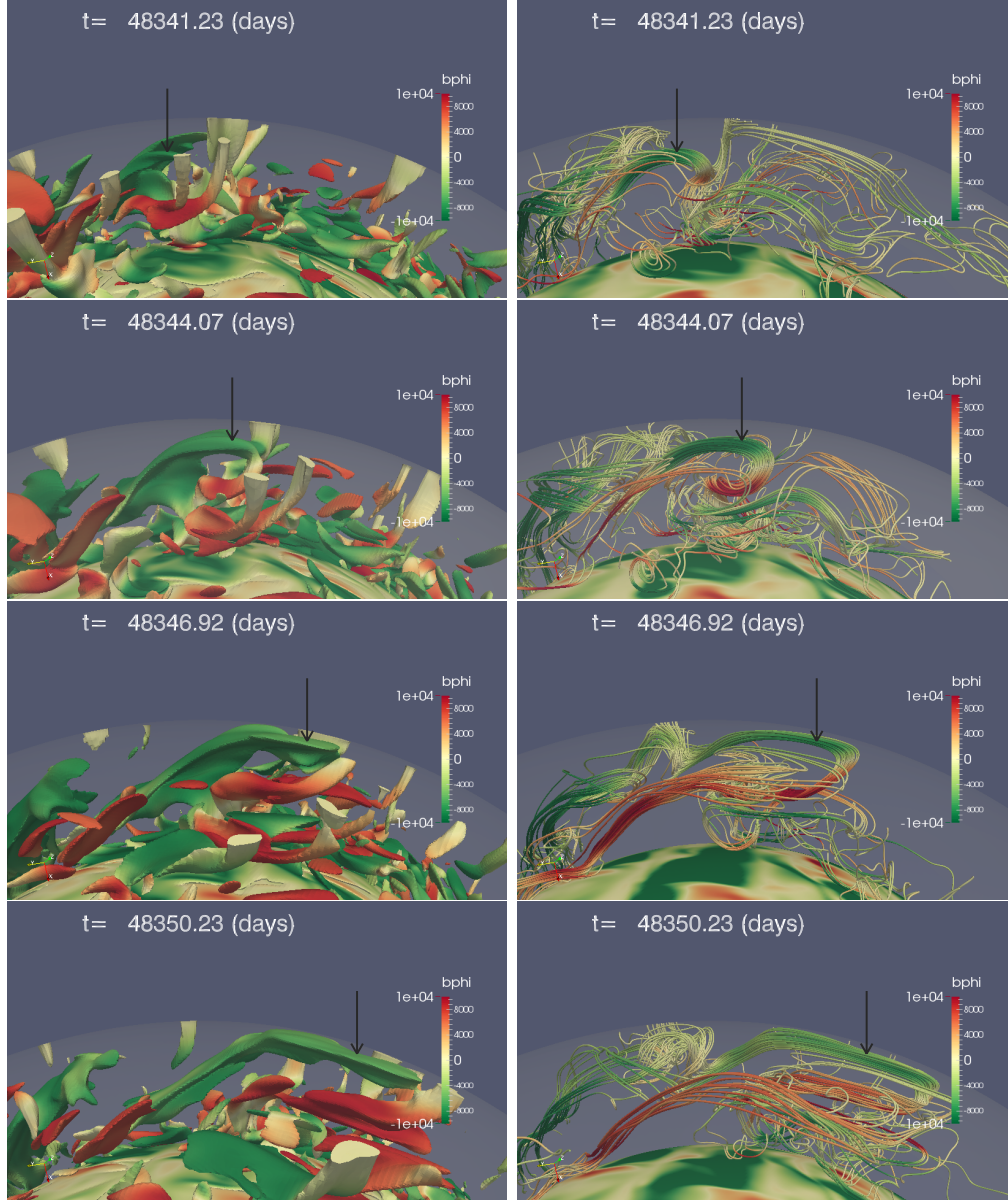 t= 48341.23 (days)
bphi
1e+04
8000
4000
0
-4000
-8000
-1e+04
t= 48341.23 (days)
bphi
1e+04
8000
4000
0
-4000
-8000
-1e+04
t= 48344.07 (days)
bphi
1e+04
8000
4000
0
-4000
-8000
-1e+04
t= 48344.07 (days)
bphi
1e+04
8000
4000
0
-4000
-8000
-1e+04
t= 48346.92 (days)
bphi
1e+04
8000
4000
0
-4000
-8000
-1e+04
t= 48346.92 (days)
bphi
1e+04
8000
4000
0
-4000
-8000
-1e+04
t= 48350.23 (days)
bphi
1e+04
8000
4000
0
-4000
-8000
-1e+04
t= 48350.23 (days)
bphi
1e+04
8000
4000
0
-4000
-8000
-1e+04